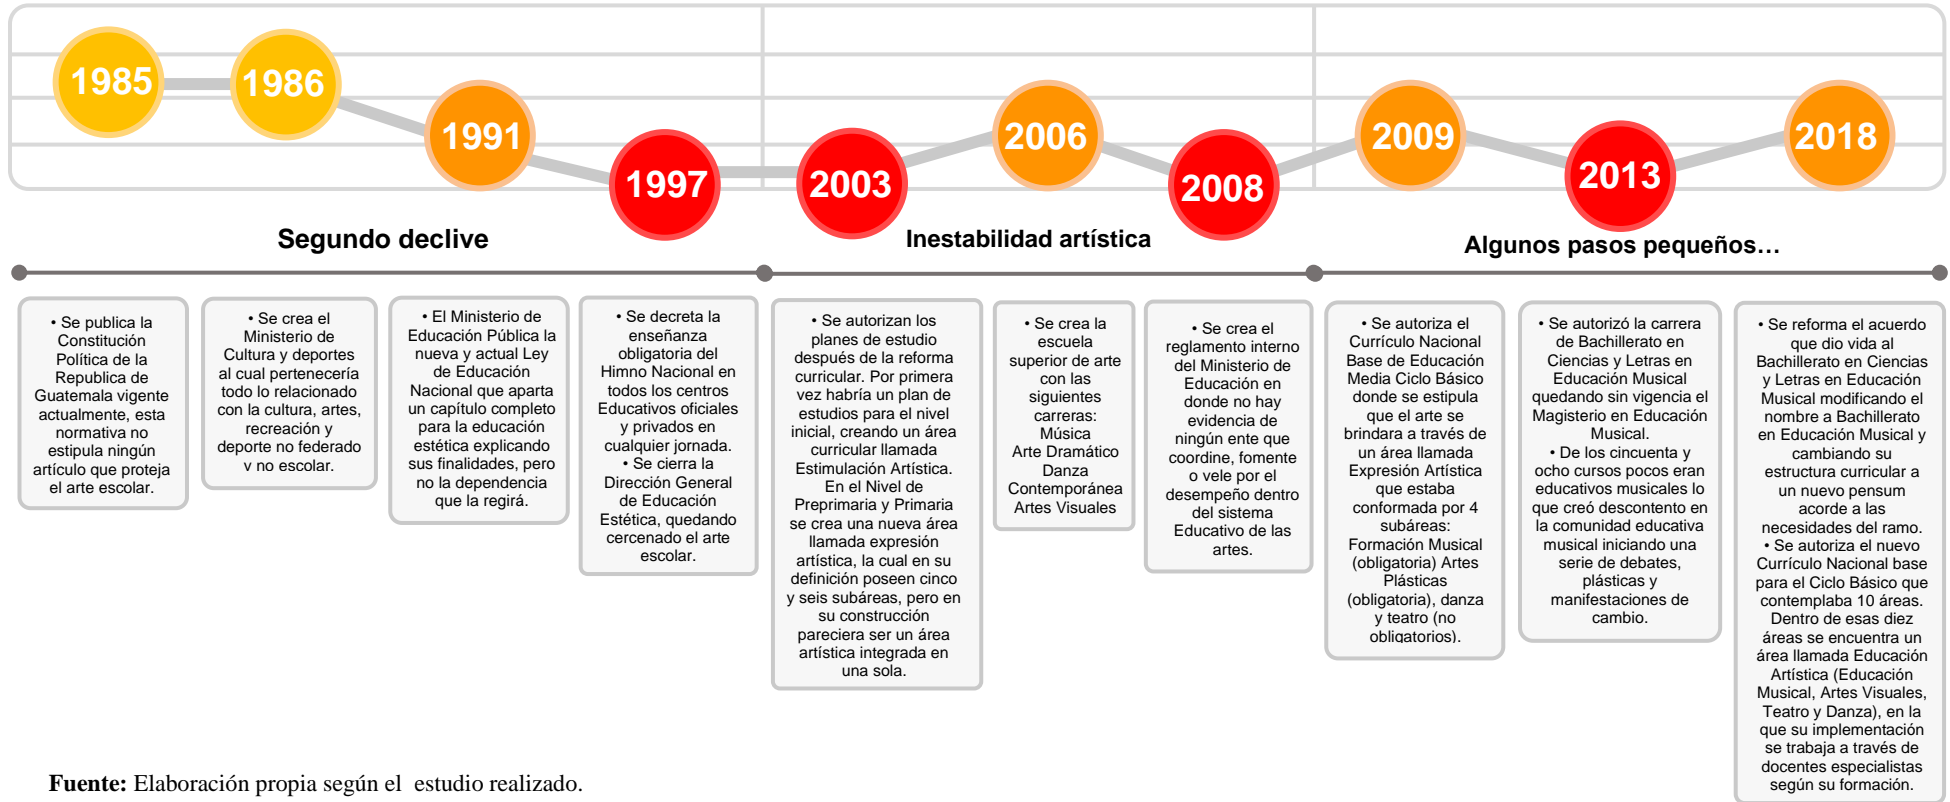 1985
1986
1991
1997
2003
2006
2008
2009
2013
2018
Segundo declive
Inestabilidad artística
Algunos pasos pequeños…
• Se publica la
Constitución
Política de la
Republica de
Guatemala vigente
actualmente, esta
normativa no
estipula ningún
artículo que proteja
el arte escolar.
• Se crea el
Ministerio de
Cultura y deportes
al cual pertenecería
todo lo relacionado
con la cultura, artes,
recreación y
deporte no federado
y no escolar.
• El Ministerio de
Educación Pública la
nueva y actual Ley
de Educación
Nacional que aparta
un capítulo completo
para la educación
estética explicando
sus finalidades, pero
no la dependencia
que la regirá.
• Se decreta la
enseñanza
obligatoria del
Himno Nacional en
todos los centros
Educativos oficiales
y privados en
cualquier jornada.
• Se cierra la
Dirección General
de Educación
Estética, quedando
cercenado el arte
escolar.
• Se autorizan los
planes de estudio
después de la reforma
curricular. Por primera
vez habría un plan de
estudios para el nivel
inicial, creando un área
curricular llamada
Estimulación Artística.
En el Nivel de
Preprimaria y Primaria
se crea una nueva área
llamada expresión
artística, la cual en su
definición poseen cinco
y seis subáreas, pero en
su construcción
pareciera ser un área
artística integrada en
una sola.
• Se crea la
escuela
superior de arte
con las
siguientes
carreras:
Música
Arte Dramático
Danza
Contemporánea
Artes Visuales
• Se crea el
reglamento interno
del Ministerio de
Educación en
donde no hay
evidencia de
ningún ente que
coordine, fomente
o vele por el
desempeño dentro
del sistema
Educativo de las
artes.
• Se autoriza el
Currículo Nacional
Base de Educación
Media Ciclo Básico
donde se estipula
que el arte se
brindara a través de
un área llamada
Expresión Artística
que estaba
conformada por 4
subáreas:
Formación Musical
(obligatoria) Artes
Plásticas
(obligatoria), danza
y teatro (no
obligatorios).
• Se autorizó la carrera
de Bachillerato en
Ciencias y Letras en
Educación Musical
quedando sin vigencia el
Magisterio en Educación
Musical.
• De los cincuenta y
ocho cursos pocos eran
educativos musicales lo
que creó descontento en
la comunidad educativa
musical iniciando una
serie de debates,
plásticas y
manifestaciones de
cambio.
• Se reforma el acuerdo
que dio vida al
Bachillerato en Ciencias
y Letras en Educación
Musical modificando el
nombre a Bachillerato
en Educación Musical y
cambiando su
estructura curricular a
un nuevo pensum
acorde a las
necesidades del ramo.
• Se autoriza el nuevo
Currículo Nacional base
para el Ciclo Básico que
contemplaba 10 áreas.
Dentro de esas diez
áreas se encuentra un
área llamada Educación
Artística (Educación
Musical, Artes Visuales,
Teatro y Danza), en la
que su implementación
se trabaja a través de
docentes especialistas
según su formación.
Fuente: Elaboración propia según el estudio realizado.